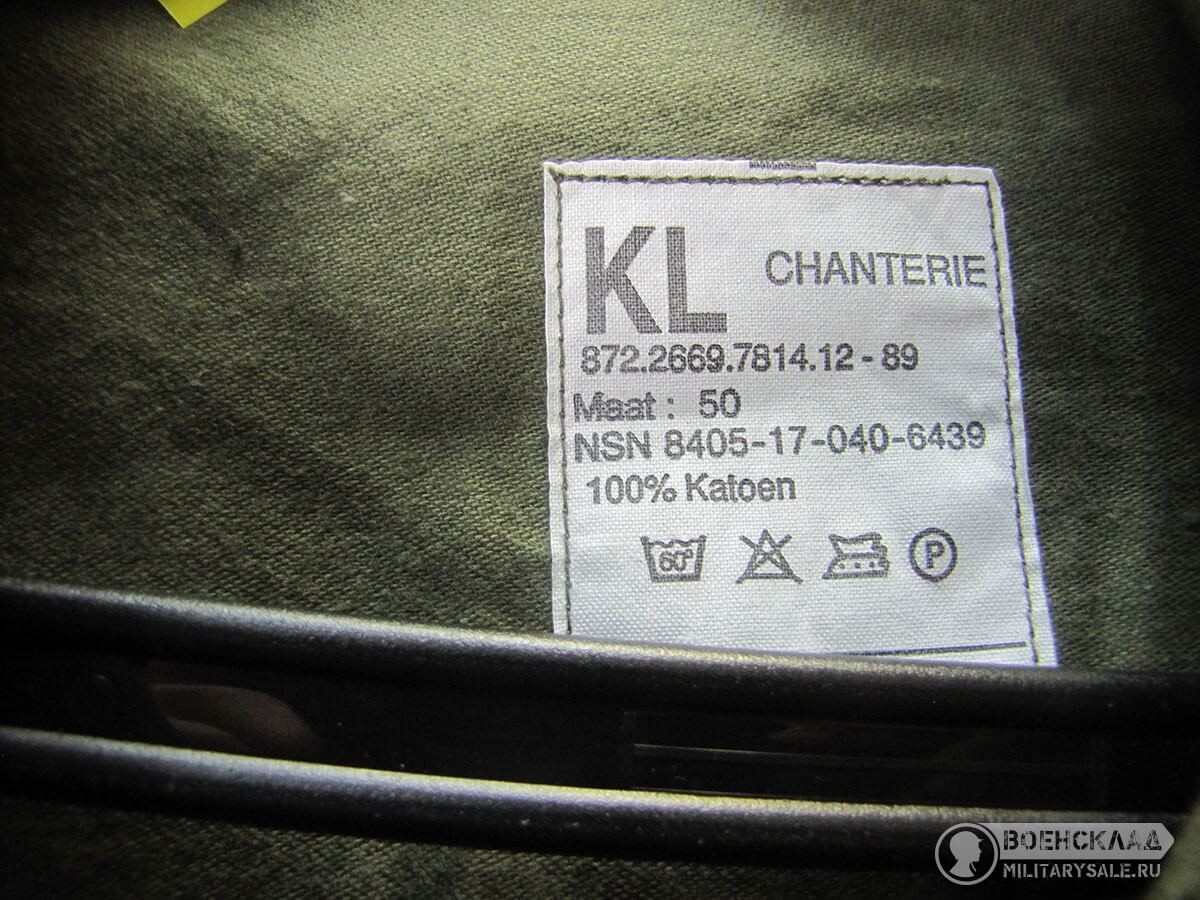 KL CHANTERIE
872.2669.7814.12 - 89
Maat : 50
NSN 8405-17-040-6439
100% Katoen
60° P
ВОЕНСКЛАД
MILITARYSALE.RU